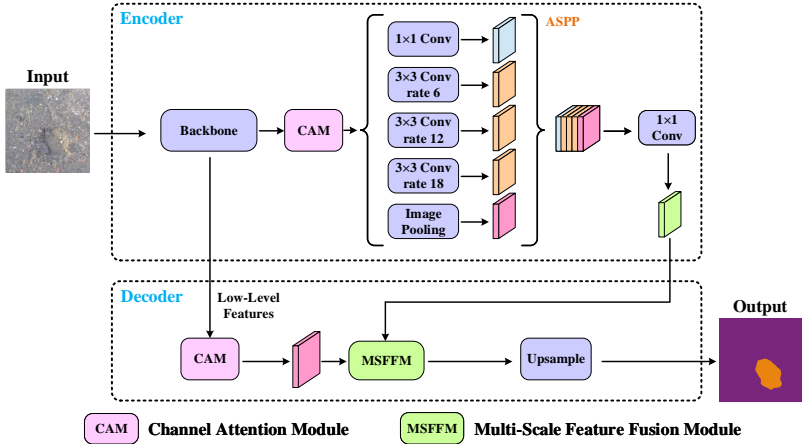 Encoder
ASPP
Input
Backbone
CAM
1×1 Conv
3×3 Conv
rate 6
3×3 Conv
rate 12
3×3 Conv
rate 18
Image
Pooling
1×1
Conv
Decoder
Low-Level
Features
CAM
MSFFM
Upsample
Output
CAM
Channel Attention Module
MSFFM
Multi-Scale Feature Fusion Module